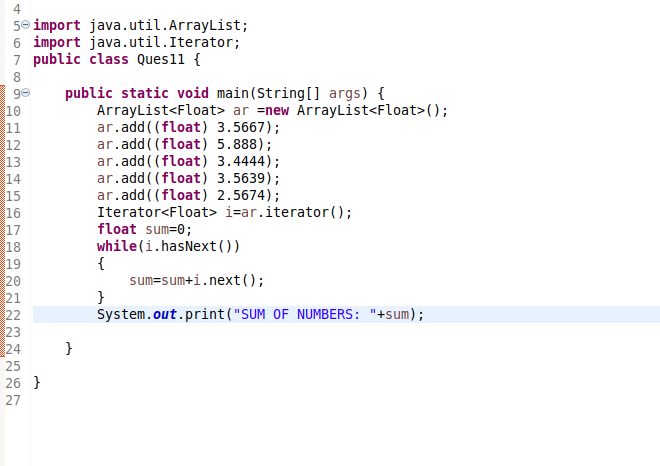 4
5 import java.util.ArrayList;
6 import java.util.Iterator;
7 public class Ques11 {
8
9 public static void main(String[] args) {
10 ArrayList<Float> ar =new ArrayList<Float>();
11 ar.add((float) 3.5667);
12 ar.add((float) 5.888);
13 ar.add((float) 3.4444);
14 ar.add((float) 3.5639);
15 ar.add((float) 2.5674);
16 Iterator<Float> i=ar.iterator();
17 float sum=0;
18 while(i.hasNext())
19 {
20 sum=sum+i.next();
21 }
22 System.out.print("SUM OF NUMBERS: "+sum);
23
24 }
25
26 }
27